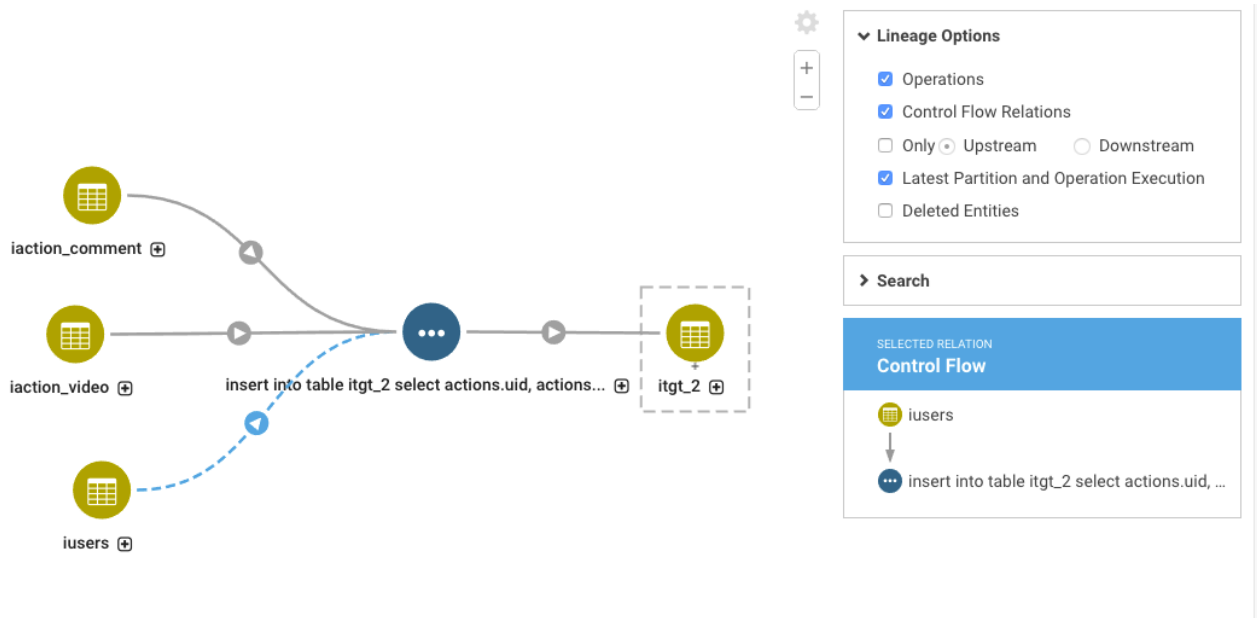 iaction_comment
iaction_video
insert into table itgt_2 select actions.uid, actions...
itgt_2
iusers
Lineage Options
Operations
Control Flow Relations
Only Upstream Downstream
Latest Partition and Operation Execution
Deleted Entities
Search
SELECTED RELATION
Control Flow
iusers
insert into table itgt_2 select actions.uid, ...